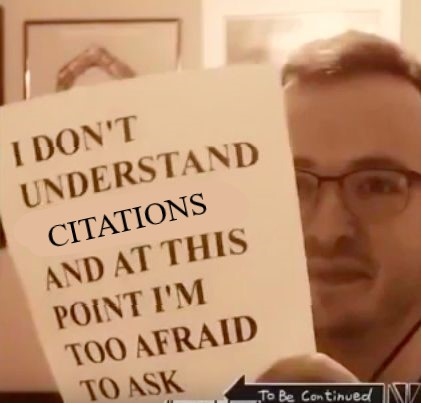 I DON'T
UNDERSTAND
CITATIONS
AND AT THIS
POINT I'M
TOO AFRAID
TO ASK
To Be Continued